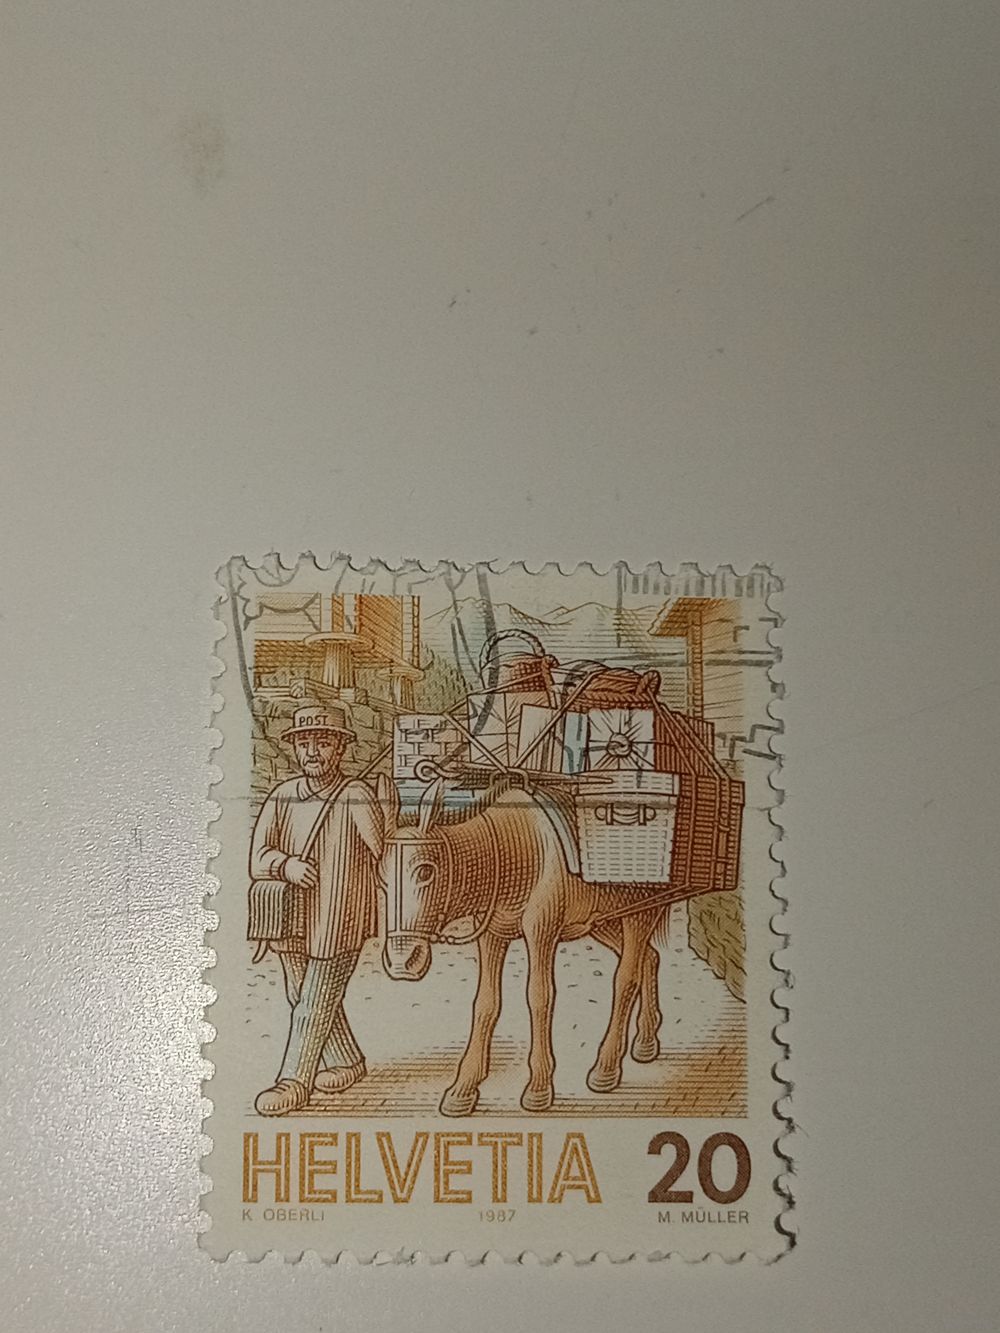 POST
HELVETIA 20
K. OBERLI 1987 M. MÜLLER